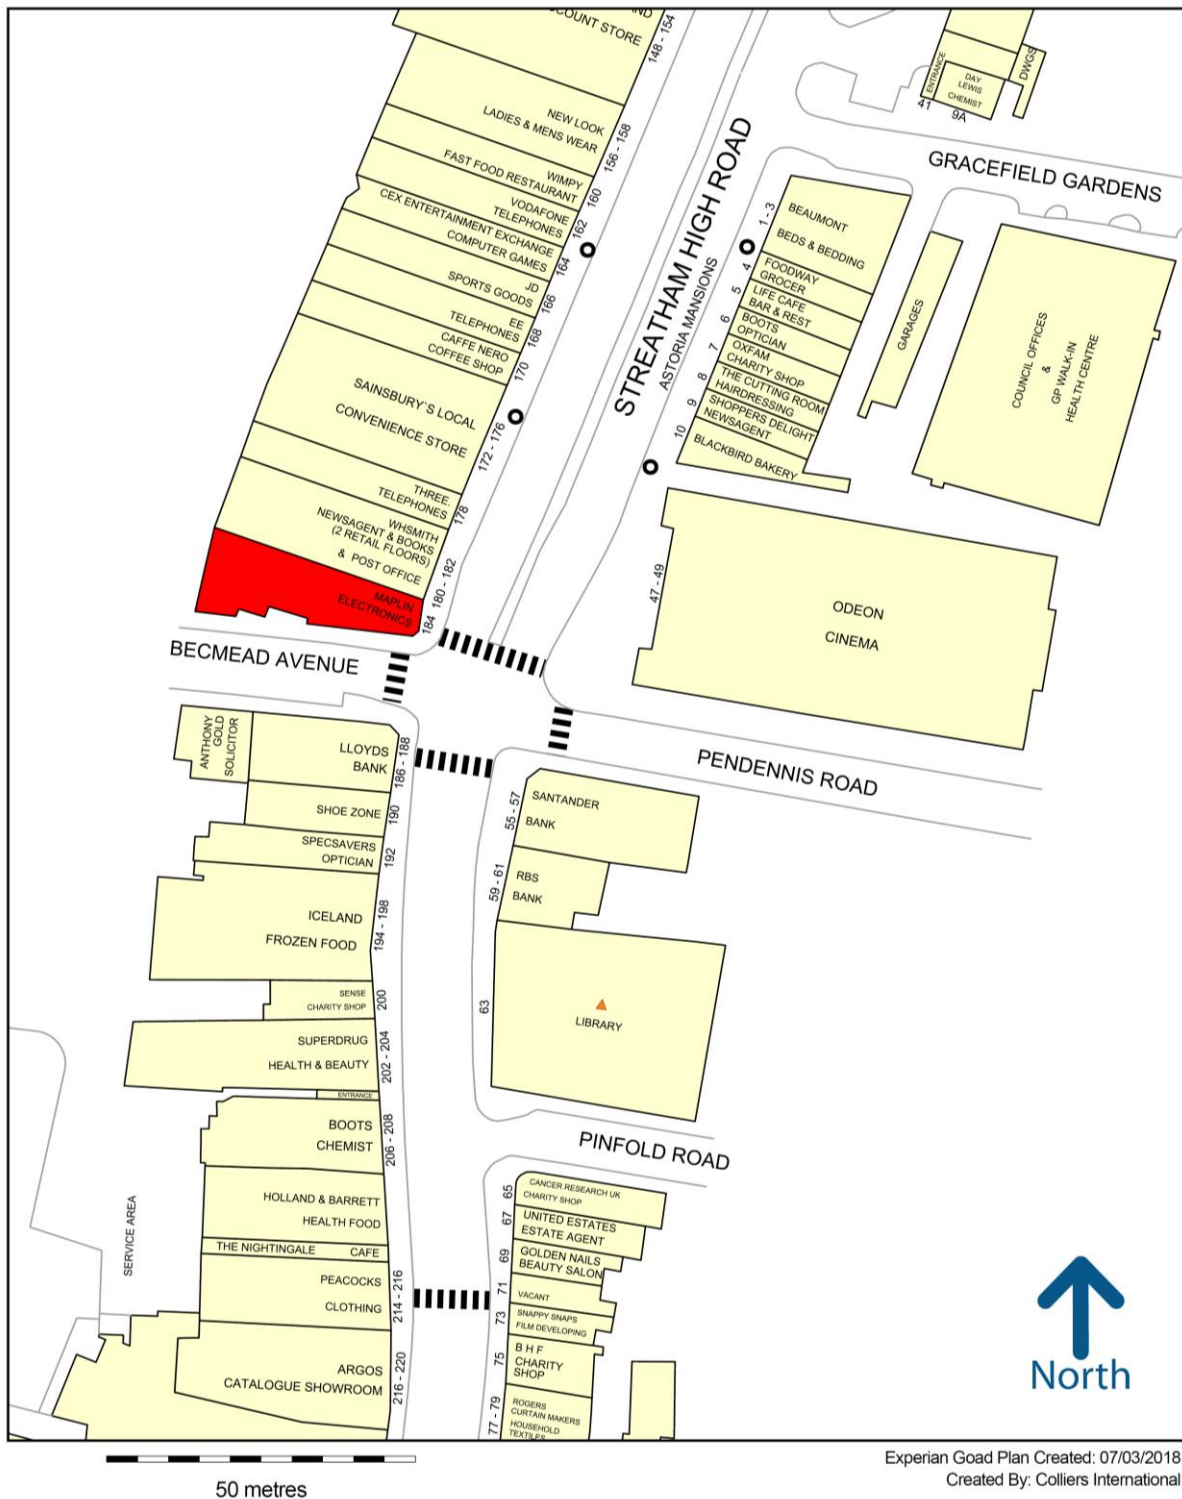 COUNT STORE
148 - 154
NEW LOOK
LADIES & MENS WEAR
156 - 158
WIMPY
FAST FOOD RESTAURANT
160
VODAFONE
TELEPHONES
162
CEX ENTERTAINMENT EXCHANGE
COMPUTER GAMES
164
JD
SPORTS GOODS
166
EE
TELEPHONES
168
CAFFE NERO
COFFEE SHOP
170
SAINSBURY'S LOCAL
CONVENIENCE STORE
172 - 176
THREE
TELEPHONES
178
WHSMITH
NEWSAGENT & BOOKS
(2 RETAIL FLOORS)
& POST OFFICE
180 - 182
MAPLIN
ELECTRONICS
184
STREATHAM HIGH ROAD
ASTORIA MANSIONS
ENTRANCE
DAY
LEWIS
CHEMIST
DWGS
41
9A
GRACEFIELD GARDENS
1 - 3
BEAUMONT
BEDS & BEDDING
4
FOODWAY
GROCER
5
LIFE CAFE
BAR & REST
6
BOOTS
OPTICIAN
7
OXFAM
CHARITY SHOP
8
THE CUTTING ROOM
HAIRDRESSING
9
SHOPPERS DELIGHT
NEWSAGENT
10
BLACKBIRD BAKERY
GARAGES
COUNCIL OFFICES
&
GP WALK-IN
HEALTH CENTRE
47 - 49
ODEON
CINEMA
BECMEAD AVENUE
PENDENNIS ROAD
ANTHONY
GOLD
SOLICITOR
LLOYDS
BANK
186 - 188
SHOE ZONE
190
SPECSAVERS
OPTICIAN
192
ICELAND
FROZEN FOOD
194 - 198
SENSE
CHARITY SHOP
200
SUPERDRUG
HEALTH & BEAUTY
202 - 204
ENTRANCE
BOOTS
CHEMIST
206 - 208
HOLLAND & BARRETT
HEALTH FOOD
THE NIGHTINGALE CAFE
PEACOCKS
CLOTHING
214 - 216
ARGOS
CATALOGUE SHOWROOM
216 - 220
SERVICE AREA
55 - 57
SANTANDER
BANK
59 - 61
RBS
BANK
63
LIBRARY
PINFOLD ROAD
65
CANCER RESEARCH UK
CHARITY SHOP
67
UNITED ESTATES
ESTATE AGENT
69
GOLDEN NAILS
BEAUTY SALON
71
VACANT
73
SNAPPY SNAPS
FILM DEVELOPING
75
B H F
CHARITY
SHOP
77 - 79
ROGERS
CURTAIN MAKERS
HOUSEHOLD
TEXTILES
North
50 metres
Experian Goad Plan Created: 07/03/2018
Created By: Colliers International